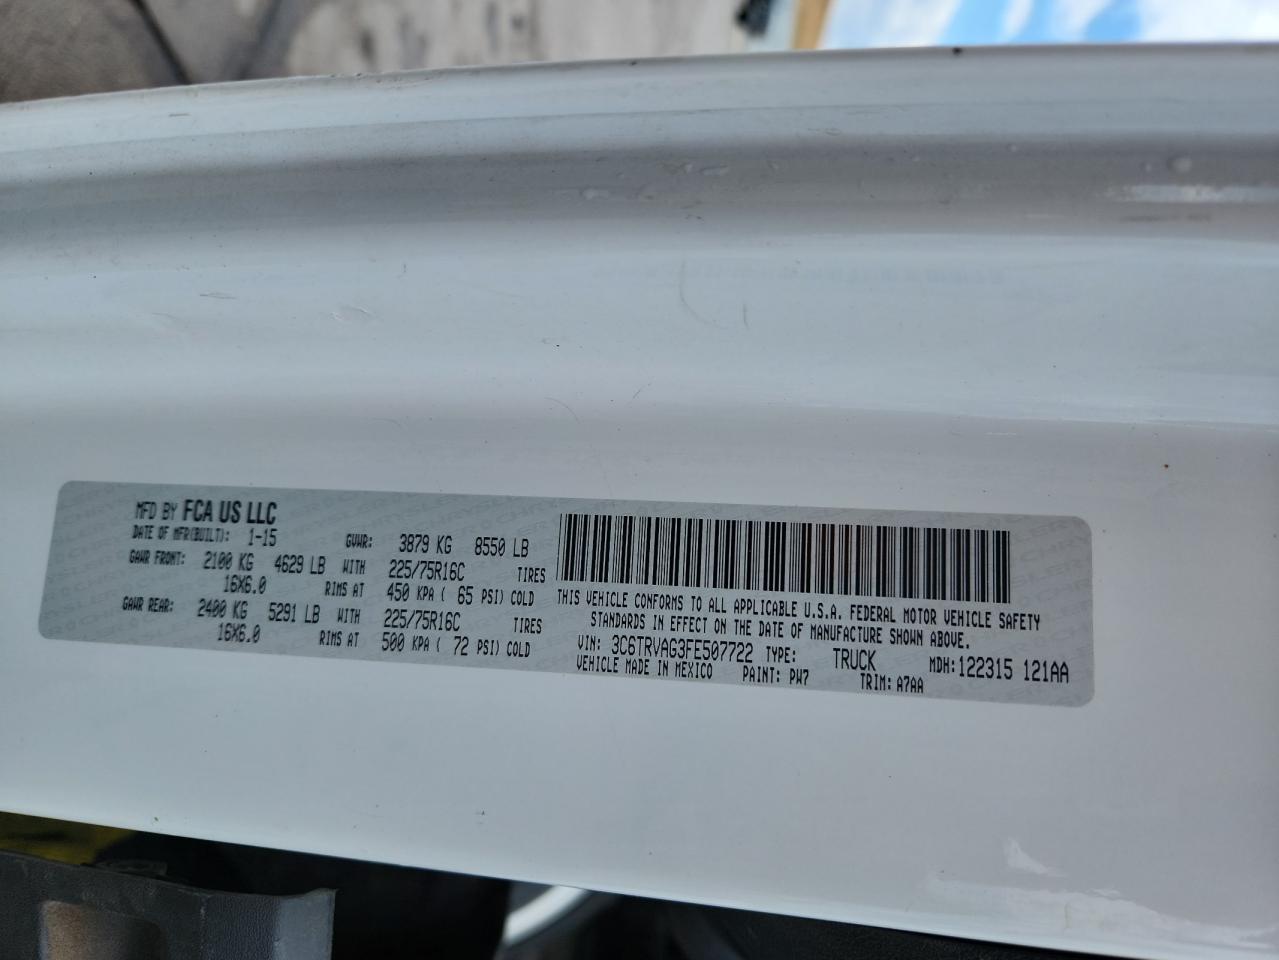 MFD BY FCA US LLC
DATE OF MFR(BUILT): 1-15 GVWR: 3879 KG 8550 LB
GAWR FRONT: 2100 KG 4629 LB WITH 225/75R16C TIRES
16X6.0 RIMS AT 450 KPA ( 65 PSI) COLD
GAWR REAR: 2400 KG 5291 LB WITH 225/75R16C TIRES
16X6.0 RIMS AT 500 KPA ( 72 PSI) COLD
THIS VEHICLE CONFORMS TO ALL APPLICABLE U.S.A. FEDERAL MOTOR VEHICLE SAFETY
STANDARDS IN EFFECT ON THE DATE OF MANUFACTURE SHOWN ABOVE.
VIN: 3C6TRVAG3FE507722 TYPE: TRUCK MDH:122315 121AA
VEHICLE MADE IN MEXICO PAINT: PW7 TRIM: A7AA